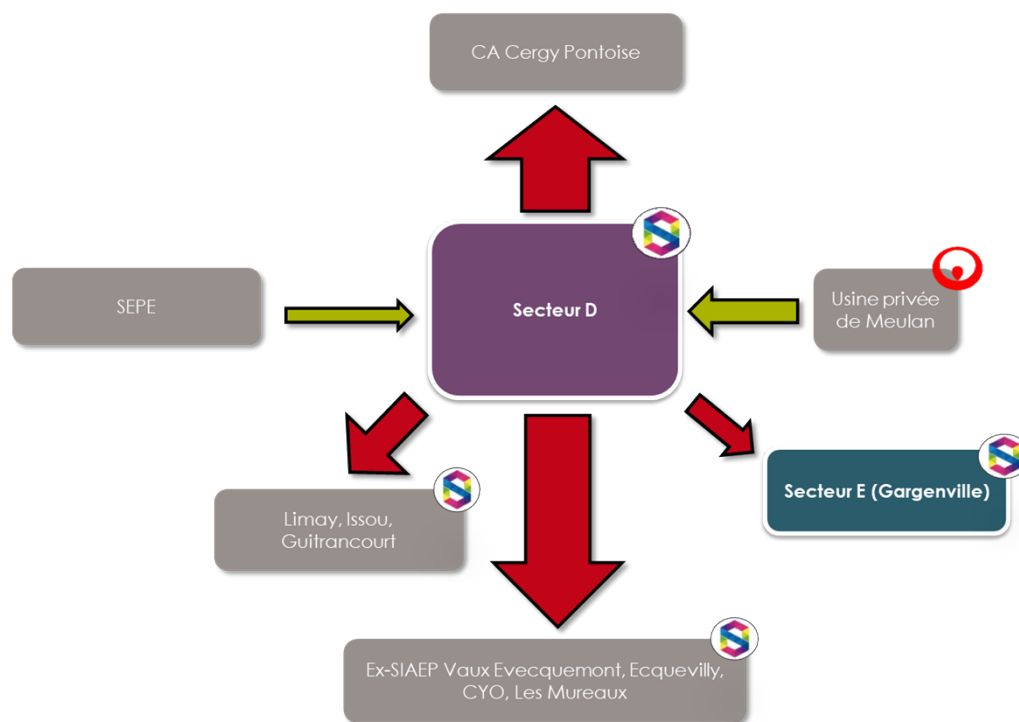 CA Cergy Pontoise
SEPE
Secteur D
Usine privée
de Meulan
Limay, Issou,
Guitrancourt
Secteur E (Gargenville)
Ex-SIAEP Vaux Evecquemont, Ecquevilly,
CYO, Les Mureaux